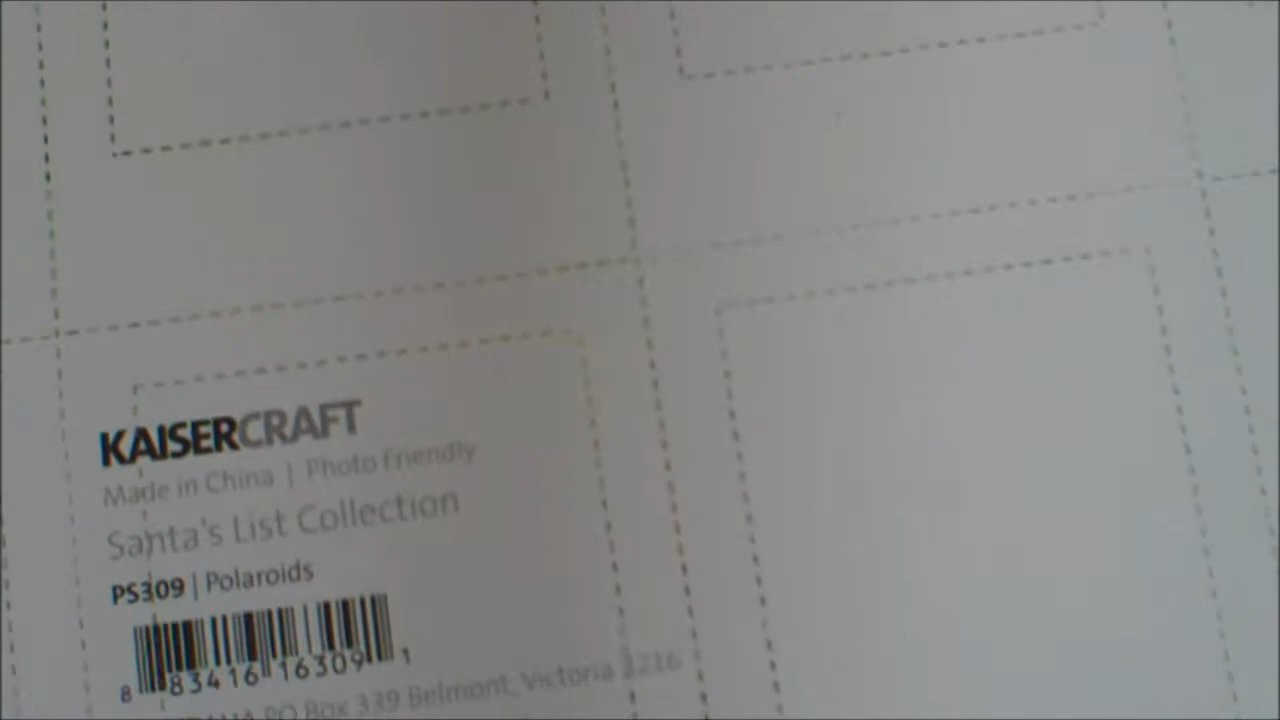 KAISERCRAFT
Made in China | Photo Friendly
Santa's List Collection
PS309 | Polaroids
8 83416 16309 1
PO Box 339 Belmont, Victoria 3216